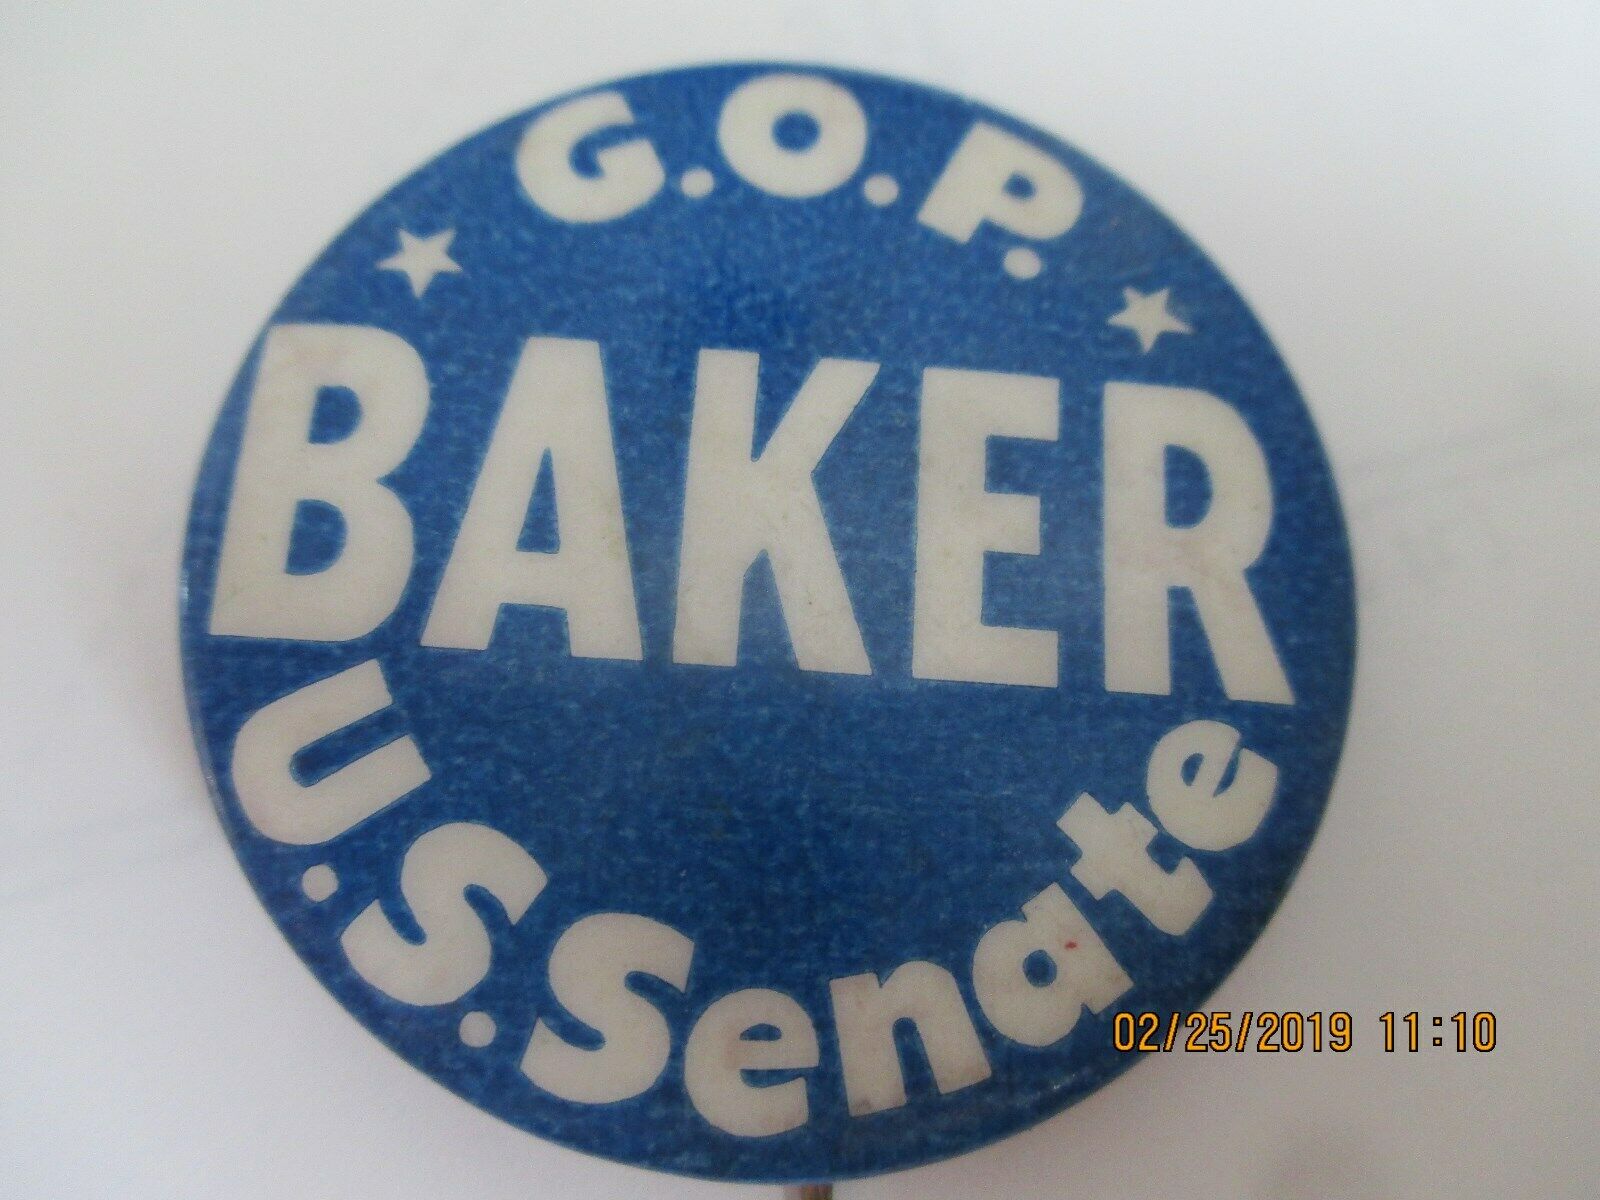 G.O.P.
BAKER
U.S. Senate
02/25/2019 11:10